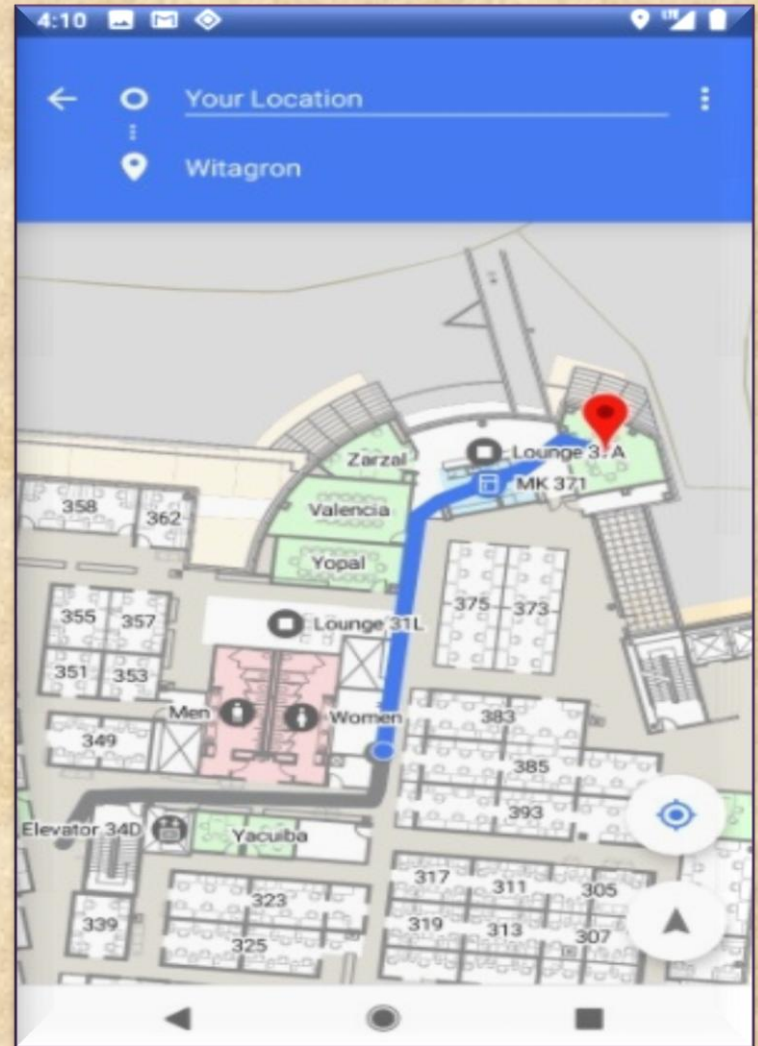 4:10
LTE
Your Location
Witagron
Zarzal
Lounge 31A
MK 371
Valencia
358
362
Yopal
375
373
355
357
Lounge 31L
351
353
Men
Women
383
349
385
393
Elevator 34D
Yacuiba
317
311
305
323
339
319
313
307
325